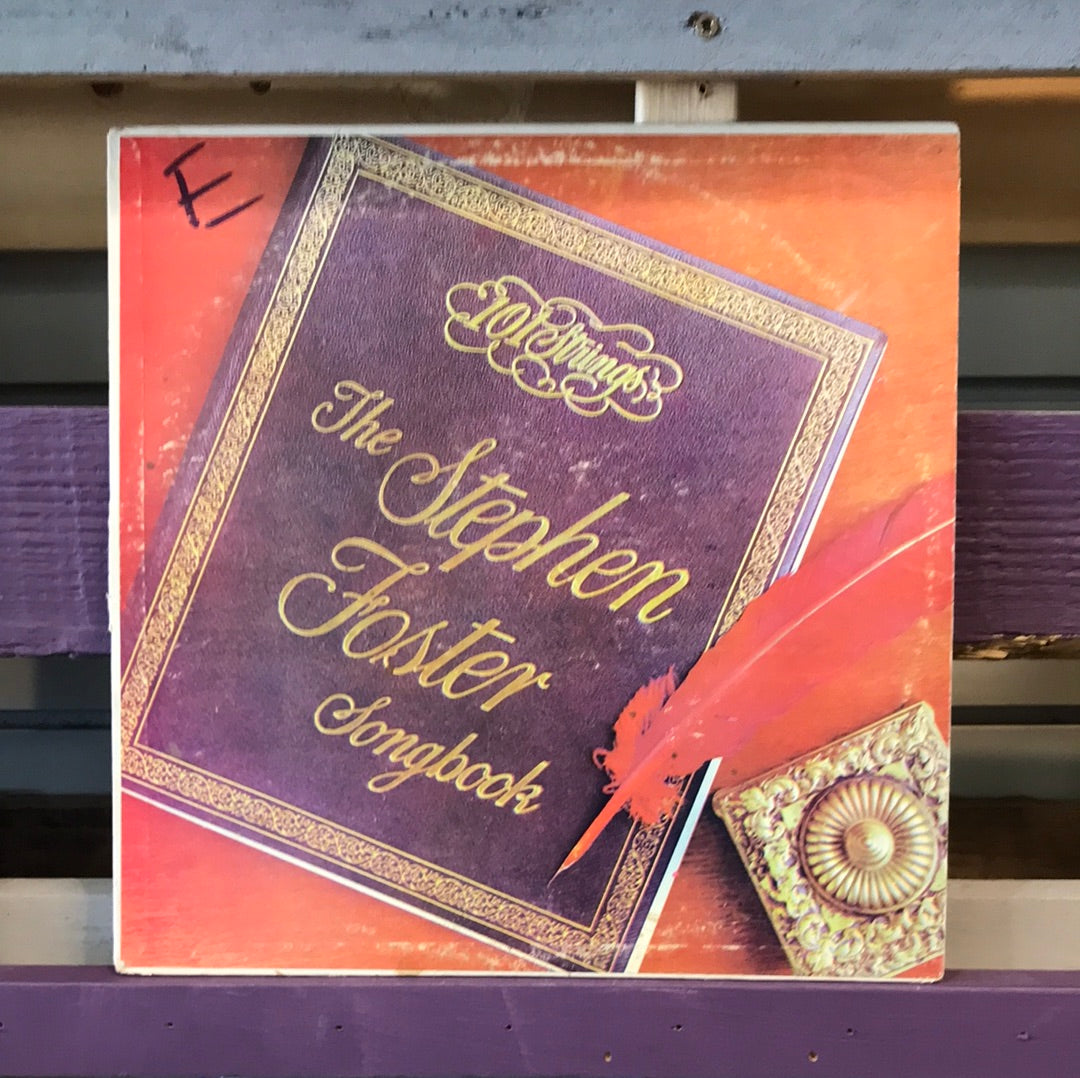 E
101 Strings
The
Stephen
Foster
Songbook